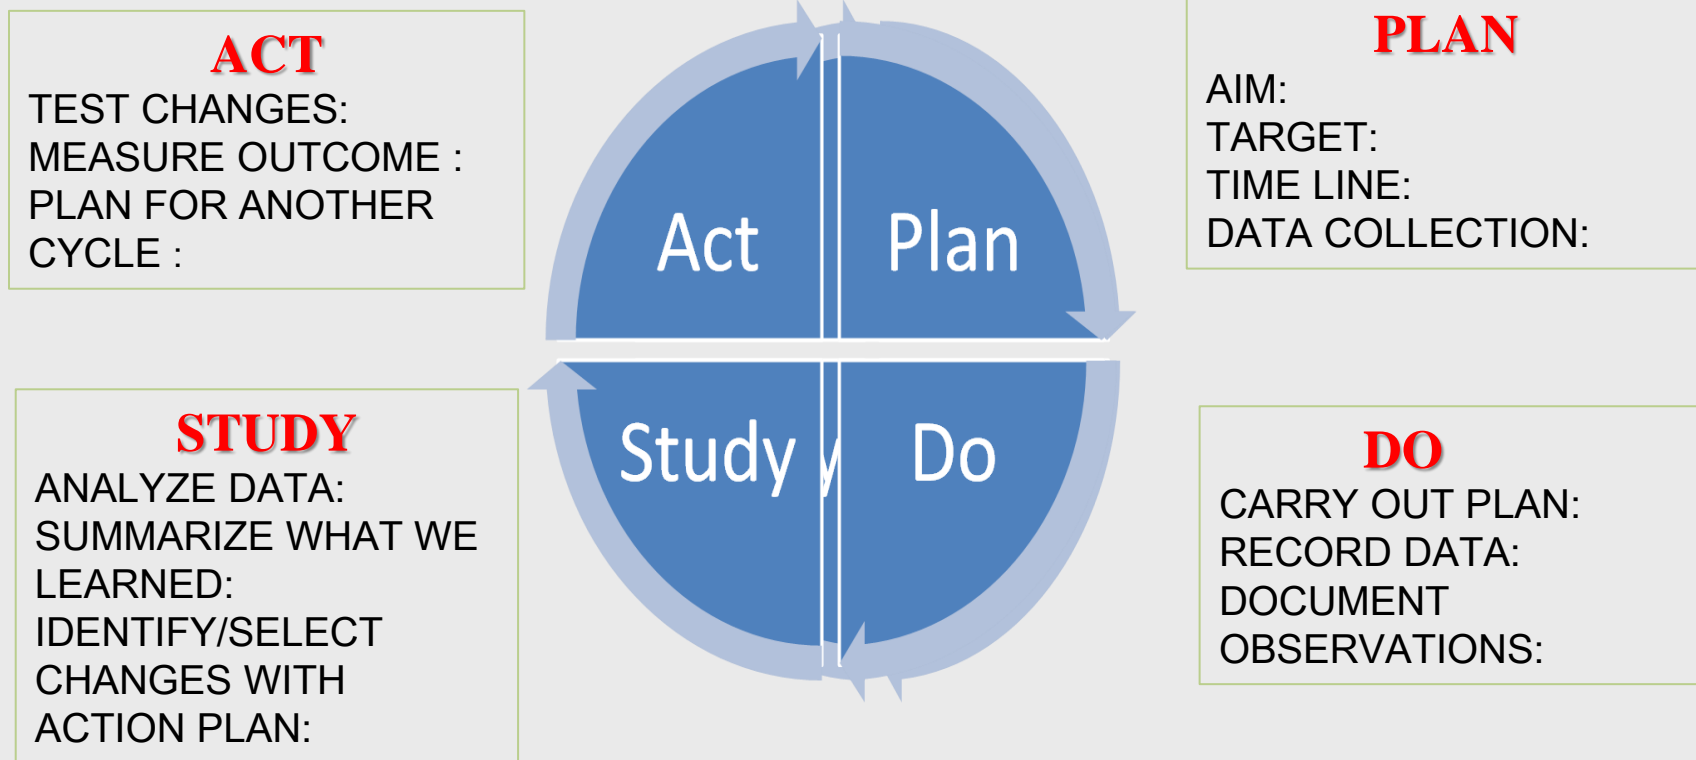 ACT
TEST CHANGES:
MEASURE OUTCOME :
PLAN FOR ANOTHER
CYCLE :
PLAN
AIM:
TARGET:
TIME LINE:
DATA COLLECTION:
Act
Plan
Study y
Do
STUDY
ANALYZE DATA:
SUMMARIZE WHAT WE
LEARNED:
IDENTIFY/SELECT
CHANGES WITH
ACTION PLAN:
DO
CARRY OUT PLAN:
RECORD DATA:
DOCUMENT
OBSERVATIONS: